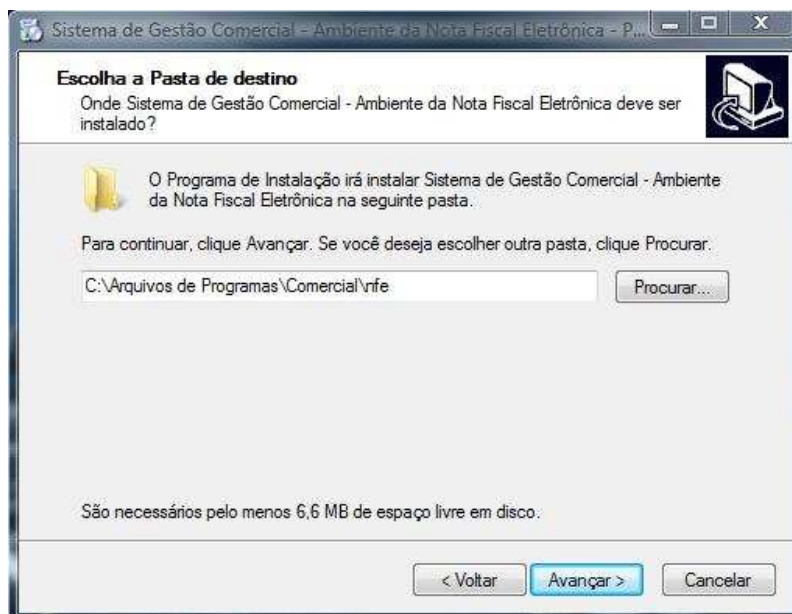 Sistema de Gestão Comercial - Ambiente da Nota Fiscal Eletrônica - P...
Escolha a Pasta de destino
Onde Sistema de Gestão Comercial - Ambiente da Nota Fiscal Eletrônica deve ser
instalado?
O Programa de Instalação irá instalar Sistema de Gestão Comercial - Ambiente
da Nota Fiscal Eletrônica na seguinte pasta.
Para continuar, clique Avançar. Se você deseja escolher outra pasta, clique Procurar.
C:\Arquivos de Programas\Comercial\nfe
Procurar...
São necessários pelo menos 6,6 MB de espaço livre em disco.
< Voltar
Avançar >
Cancelar